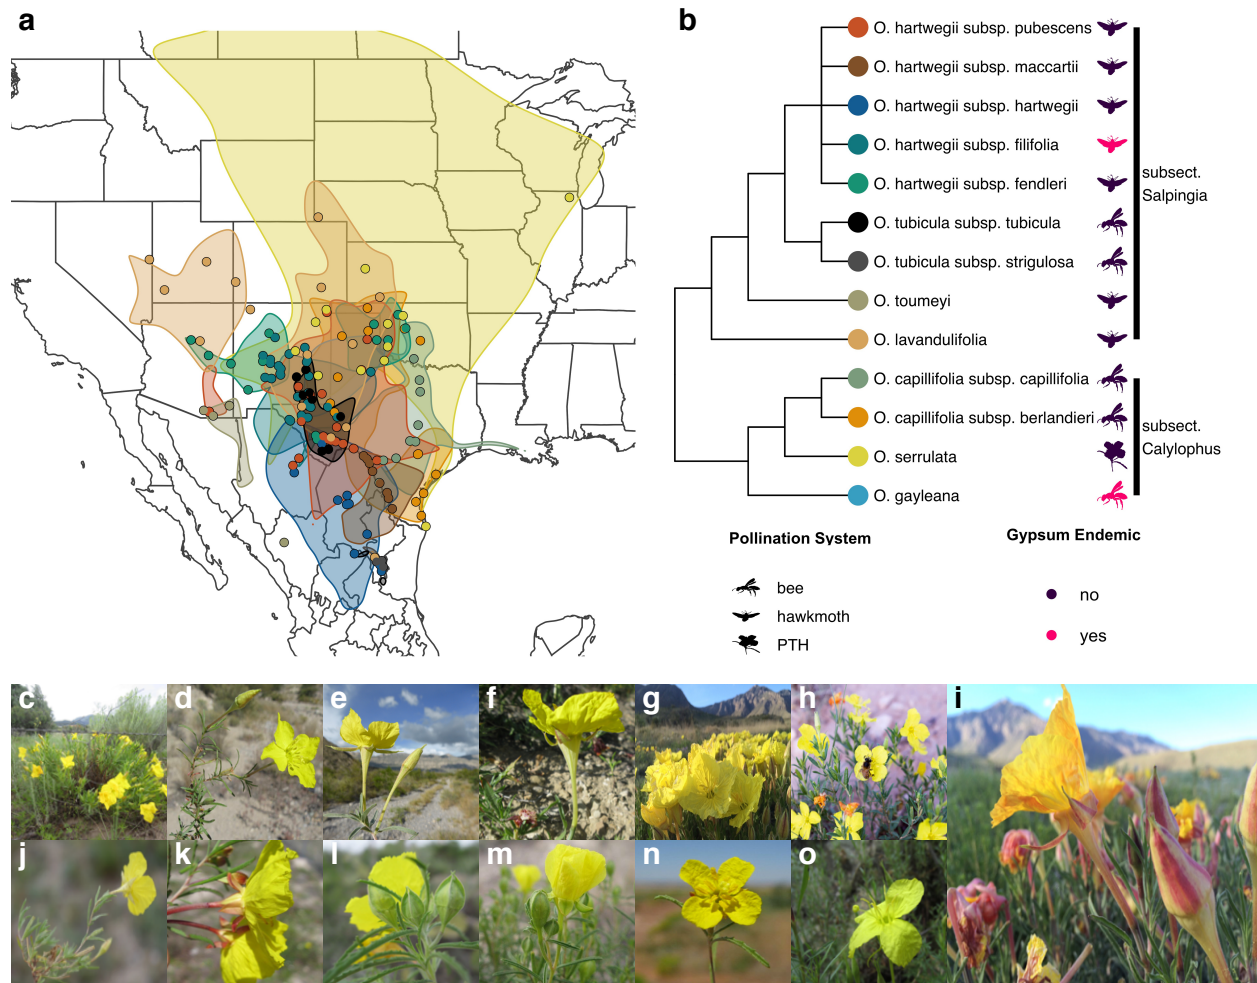 a
b
O. hartwegii subsp. pubescens
O. hartwegii subsp. maccartii
O. hartwegii subsp. hartwegii
O. hartwegii subsp. filifolia
O. hartwegii subsp. fendleri
O. tubicula subsp. tubicula
O. tubicula subsp. strigulosa
O. toumeyi
O. lavandulifolia
subsect.
Salpingia
O. capillifolia subsp. capillifolia
O. capillifolia subsp. berlandieri
O. serrulata
O. gayleana
subsect.
Calylophus
Pollination System
bee
hawkmoth
PTH
Gypsum Endemic
no
yes
c
d
e
f
g
h
i
j
k
l
m
n
o